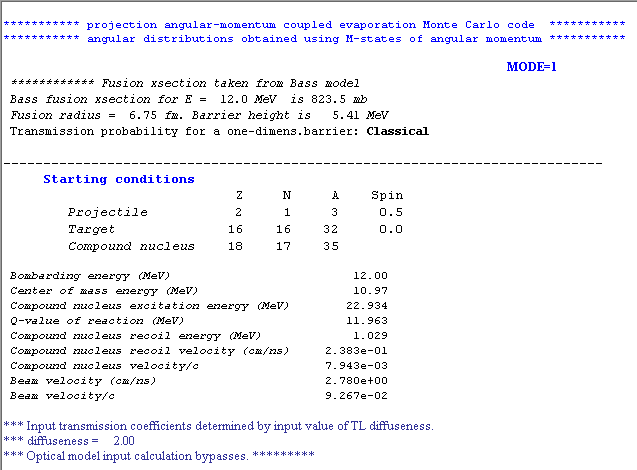 *********** projection angular-momentum coupled evaporation Monte Carlo code ***********
*********** angular distributions obtained using M-states of angular momentum ***********
MODE=1
************ Fusion xsection taken from Bass model
Bass fusion xsection for E = 12.0 MeV is 823.5 mb
Fusion radius = 6.75 fm. Barrier height is 5.41 MeV
Transmission probability for a one-dimens.barrier: Classical
Starting conditions
Z N A Spin
Projectile 2 1 3 0.5
Target 16 16 32 0.0
Compound nucleus 18 17 35
Bombarding energy (MeV) 12.00
Center of mass energy (MeV) 10.97
Compound nucleus excitation energy (MeV) 22.934
Q-value of reaction (MeV) 11.963
Compound nucleus recoil energy (MeV) 1.029
Compound nucleus recoil velocity (cm/ns) 2.383e-01
Compound nucleus velocity/c 7.943e-03
Beam velocity (cm/ns) 2.780e+00
Beam velocity/c 9.267e-02
*** Input transmission coefficients determined by input value of TL diffuseness.
*** diffuseness = 2.00
*** Optical model input calculation bypasses. *********